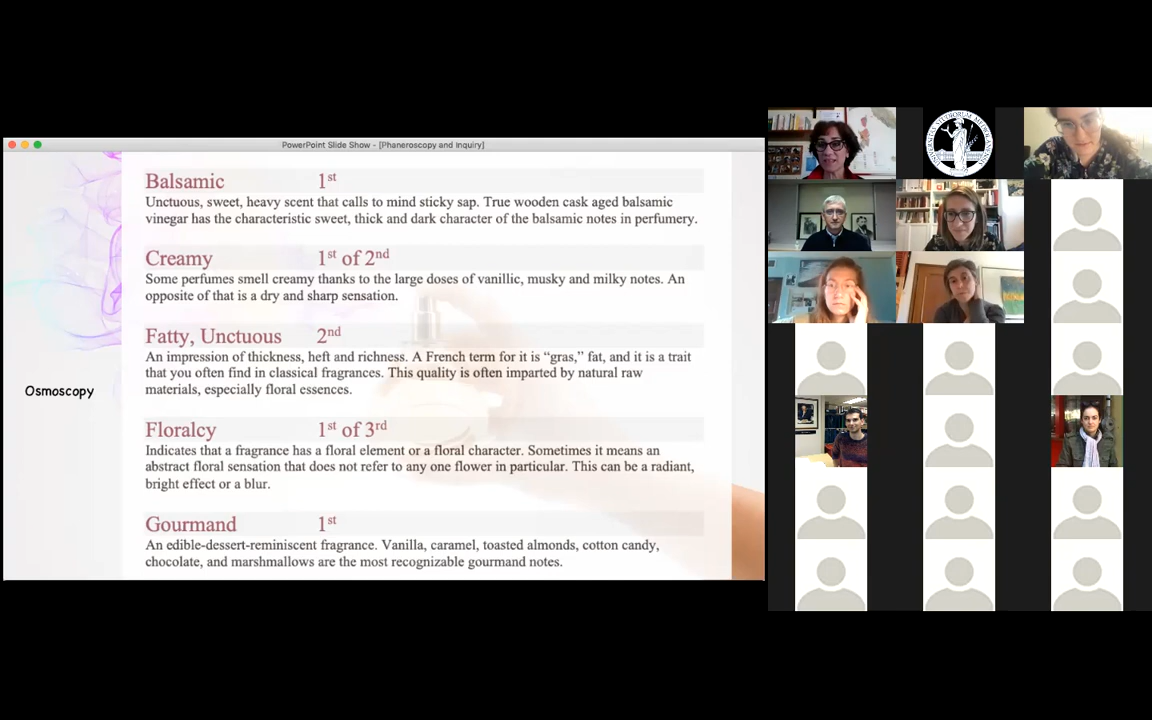 PowerPoint Slide Show - [Phaneroscopy and Inquiry]
Balsamic 1st
Unctuous, sweet, heavy scent that calls to mind sticky sap. True wooden cask aged balsamic
vinegar has the characteristic sweet, thick and dark character of the balsamic notes in perfumery.
Creamy 1st of 2nd
Some perfumes smell creamy thanks to the large doses of vanillic, musky and milky notes. An
opposite of that is a dry and sharp sensation.
Fatty, Unctuous 2nd
An impression of thickness, heft and richness. A French term for it is “gras,” fat, and it is a trait
that you often find in classical fragrances. This quality is often imparted by natural raw
materials, especially floral essences.
Osmoscopy
Floralcy 1st of 3rd
Indicates that a fragrance has a floral element or a floral character. Sometimes it means an
abstract floral sensation that does not refer to any one flower in particular. This can be a radiant,
bright effect or a blur.
Gourmand 1st
An edible-dessert-reminiscent fragrance. Vanilla, caramel, toasted almonds, cotton candy,
chocolate, and marshmallows are the most recognizable gourmand notes.